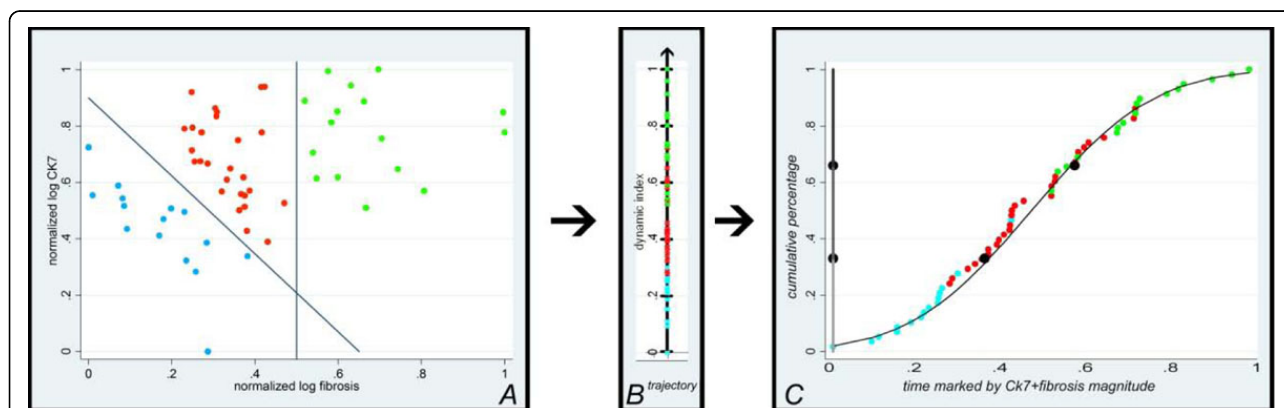 1
.8
.6
.4
.2
0
normalized log CK7
0 .2 .4 .6 .8 1
normalized log fibrosis
A
1
.8
.6
.4
.2
0
dynamic index
B trajectory
1
.8
.6
.4
.2
0
cumulative percentage
0 .2 .4 .6 .8 1
time marked by Ck7+fibrosis magnitude
C